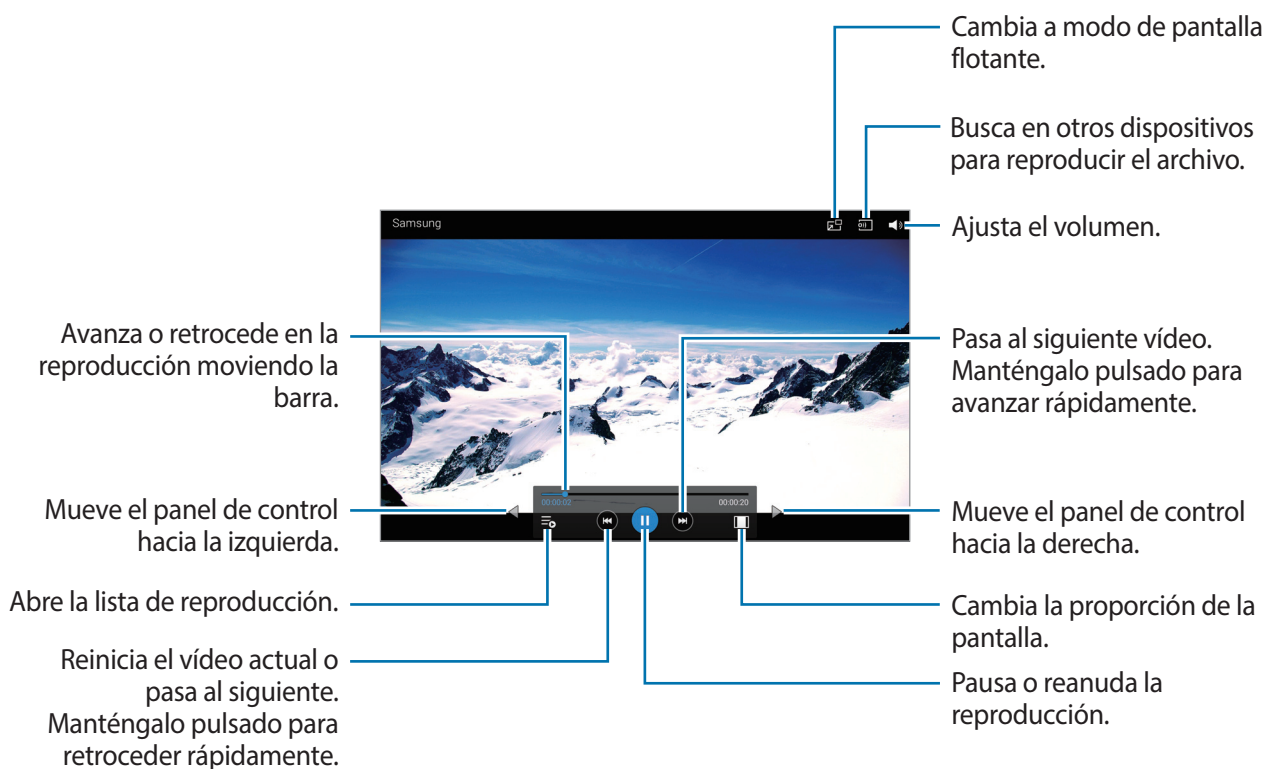 Cambia a modo de pantalla
flotante.
Busca en otros dispositivos
para reproducir el archivo.
Samsung
Ajusta el volumen.
Avanza o retrocede en la
reproducción moviendo la
barra.
Pasa al siguiente vídeo.
Manténgalo pulsado para
avanzar rápidamente.
00:00:02
00:00:20
Mueve el panel de control
hacia la izquierda.
Mueve el panel de control
hacia la derecha.
Abre la lista de reproducción.
Cambia la proporción de la
pantalla.
Reinicia el vídeo actual o
pasa al siguiente.
Manténgalo pulsado para
retroceder rápidamente.
Pausa o reanuda la
reproducción.